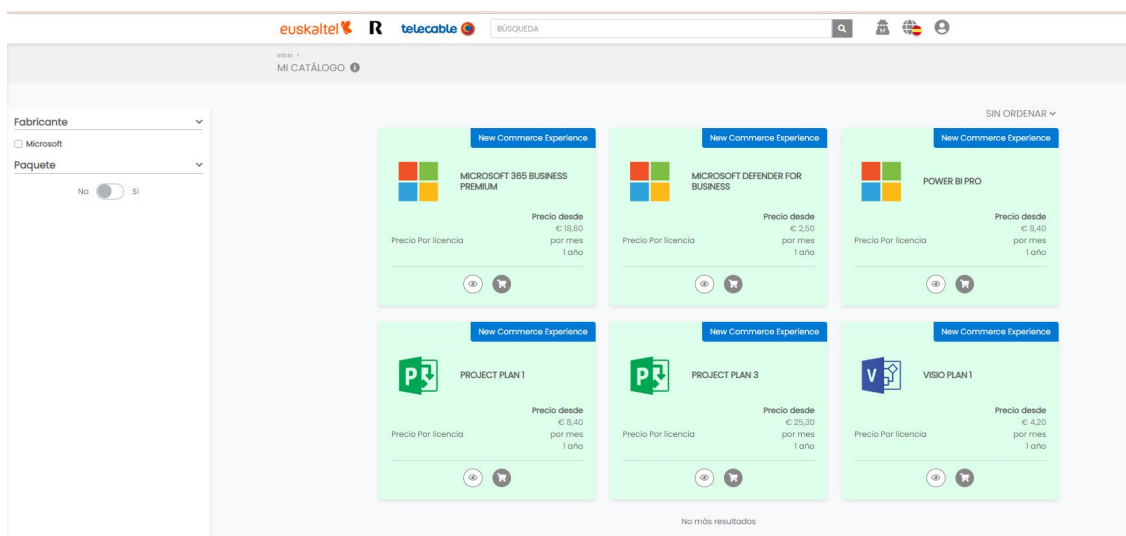 euskaltel R telecable BÚSQUEDA
Inicio >
MI CATÁLOGO
SIN ORDENAR
Fabricante
Microsoft
Paquete
No Si
New Commerce Experience
MICROSOFT 365 BUSINESS
PREMIUM
Precio desde
€ 18,60
Precio Por licencia por mes
1 año
New Commerce Experience
MICROSOFT DEFENDER FOR
BUSINESS
Precio desde
€ 2,50
Precio Por licencia por mes
1 año
New Commerce Experience
POWER BI PRO
Precio desde
€ 8,40
Precio Por licencia por mes
1 año
New Commerce Experience
P
PROJECT PLAN 1
Precio desde
€ 8,40
Precio Por licencia por mes
1 año
New Commerce Experience
P
PROJECT PLAN 3
Precio desde
€ 25,30
Precio Por licencia por mes
1 año
New Commerce Experience
V
VISIO PLAN 1
Precio desde
€ 4,20
Precio Por licencia por mes
1 año
No más resultados